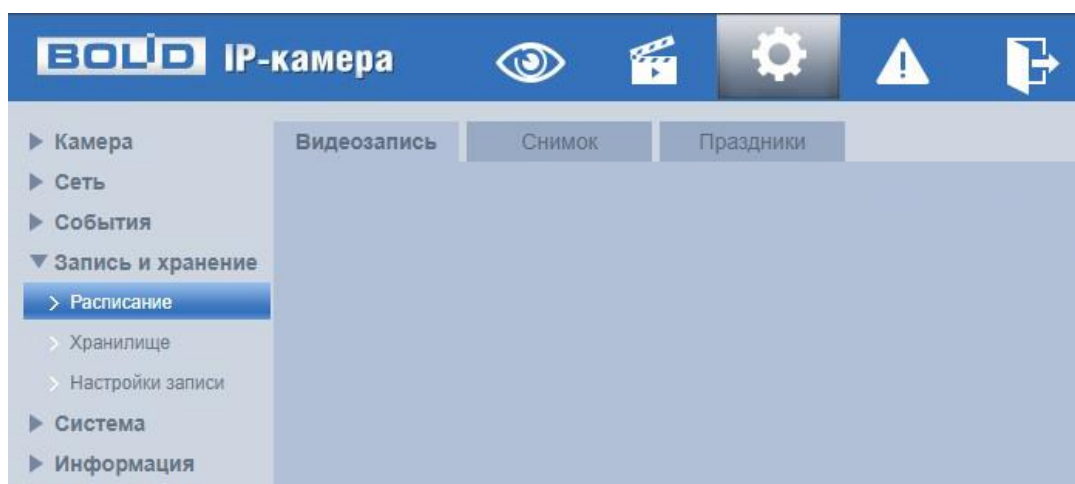 BOLID IP-камера
Камера
Сеть
События
Запись и хранение
Расписание
Хранилище
Настройки записи
Система
Информация
Видеозапись Снимок Праздники